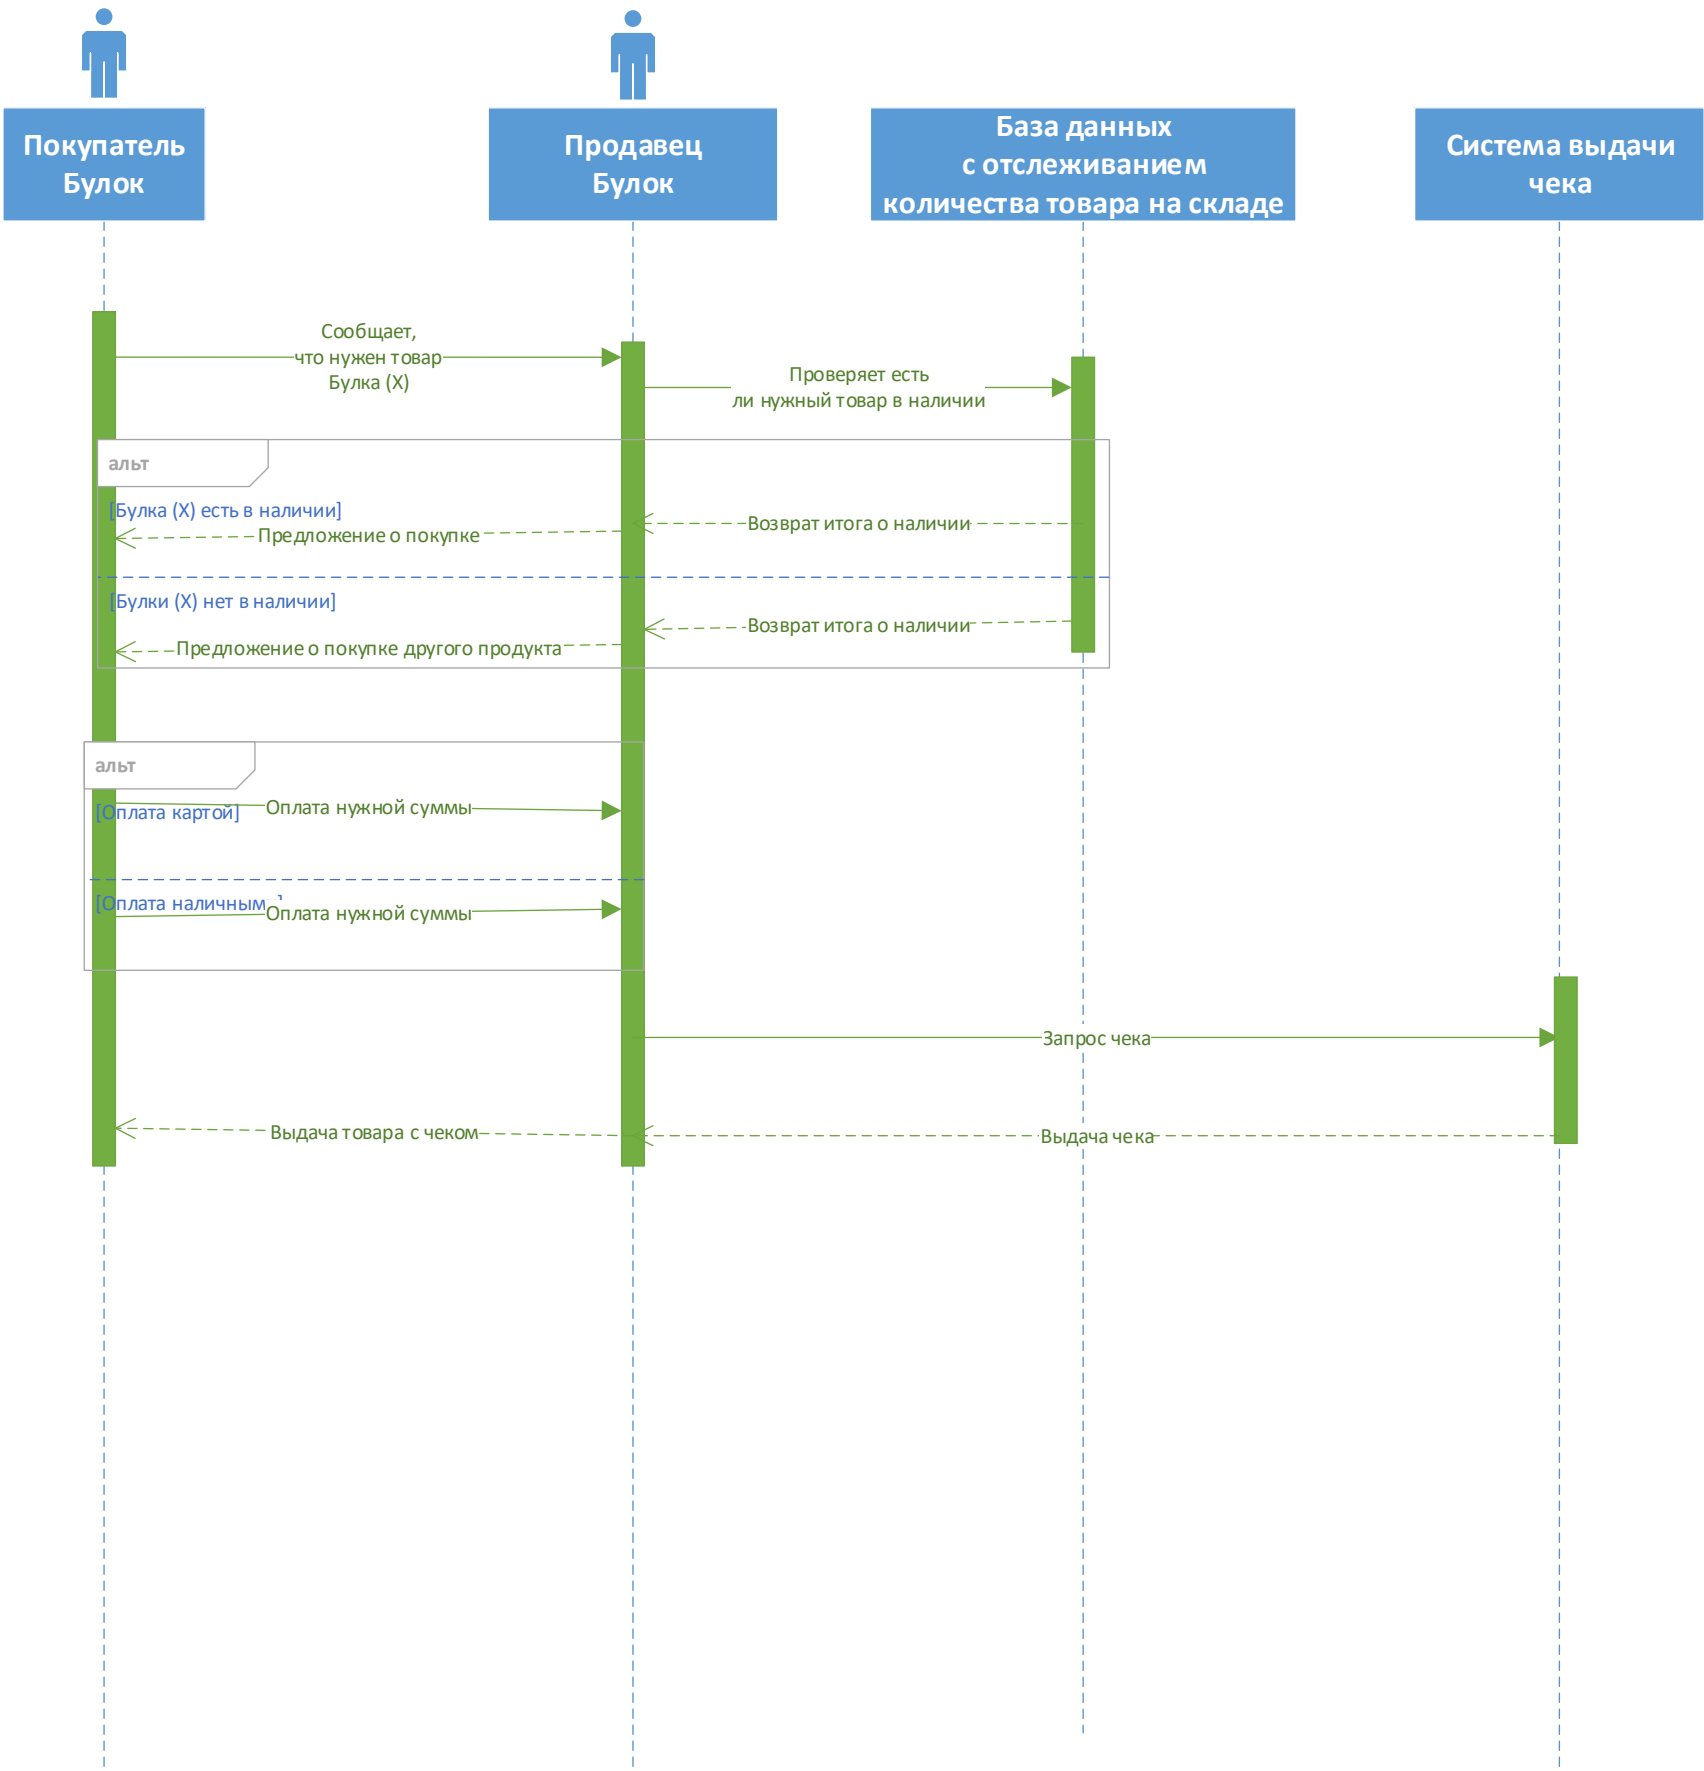 Покупатель
Булок
Продавец
Булок
База данных
с отслеживанием
количества товара на складе
Система выдачи
чека
Сообщает,
что нужен товар
Булка (X)
Проверяет есть
ли нужный товар в наличии
альт
[Булка (X) есть в наличии]
Возврат итога о наличии
Предложение о покупке
[Булки (X) нет в наличии]
Возврат итога о наличии
Предложение о покупке другого продукта
альт
[Оплата картой]
Оплата нужной суммы
[Оплата наличными]
Оплата нужной суммы
Запрос чека
Выдача товара с чеком
Выдача чека